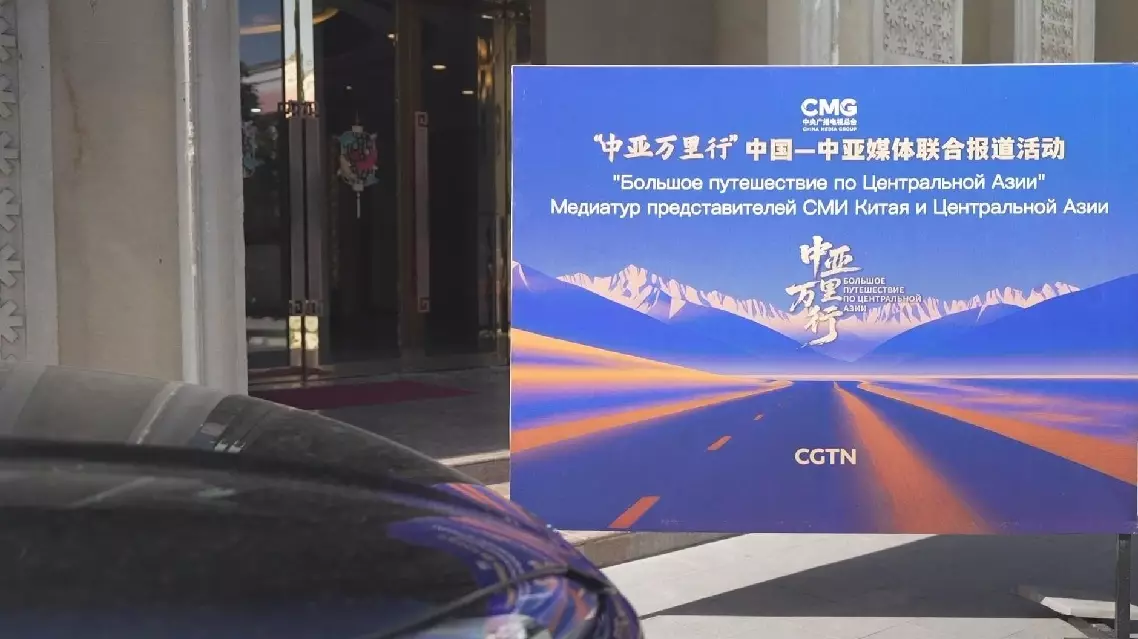 CMG
中央广播电视总台
CHINA MEDIA GROUP
"中亚万里行"中国—中亚媒体联合报道活动
"Большое путешествие по Центральной Азии"
Медиатур представителей СМИ Китая и Центральной Азии
中亚
万里
行
БОЛЬШОЕ
ПУТЕШЕСТВИЕ
ПО ЦЕНТРАЛЬНОЙ
АЗИИ
CGTN